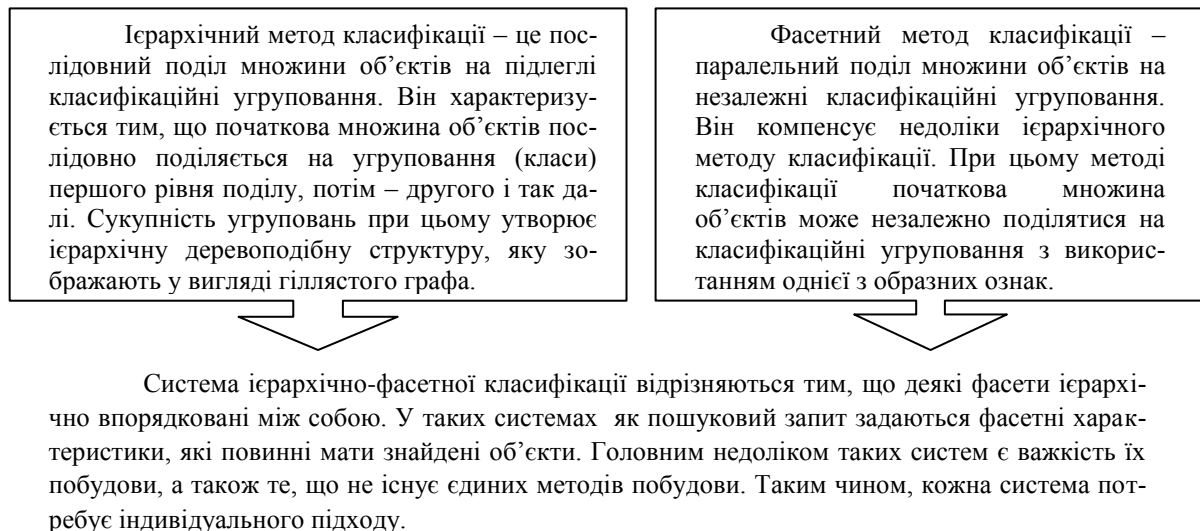 Ієрархічний метод класифікації – це пос-
лідовний поділ множини об’єктів на підлеглі
класифікаційні угруповання. Він характеризу-
ється тим, що початкова множина об’єктів пос-
лідовно поділяється на угруповання (класи)
першого рівня поділу, потім – другого і так да-
лі. Сукупність угруповань при цьому утворює
ієрархічну деревоподібну структуру, яку зо-
бражають у вигляді гіллястого графа.
Фасетний метод класифікації –
паралельний поділ множини об’єктів на
незалежні класифікаційні угруповання.
Він компенсує недоліки ієрархічного
методу класифікації. При цьому методі
класифікації початкова множина
об’єктів може незалежно поділятися на
класифікаційні угруповання з використ-
танням однієї з образних ознак.
Система ієрархічно-фасетної класифікації відрізняються тим, що деякі фасети ієрархі-
чно впорядковані між собою. У таких системах як пошуковий запит задаються фасетні харак-
теристики, які повинні мати знайдені об’єкти. Головним недоліком таких систем є важкість їх
побудови, а також те, що не існує єдиних методів побудови. Таким чином, кожна система пот-
ребує індивідуального підходу.